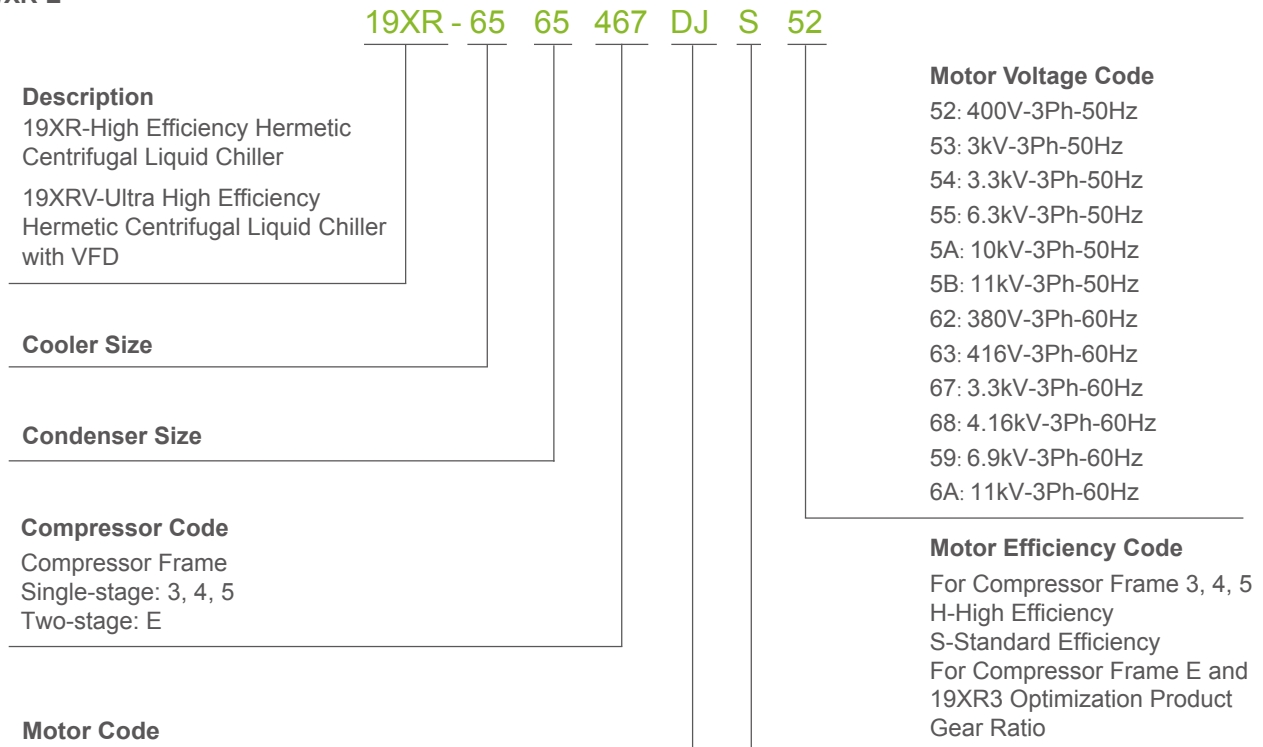 19XR - 65 65 467 DJ S 52
Description
19XR-High Efficiency Hermetic
Centrifugal Liquid Chiller
19XRV-Ultra High Efficiency
Hermetic Centrifugal Liquid Chiller
with VFD
Cooler Size
Condenser Size
Compressor Code
Compressor Frame
Single-stage: 3, 4, 5
Two-stage: E
Motor Code
Motor Voltage Code
52: 400V-3Ph-50Hz
53: 3kV-3Ph-50Hz
54: 3.3kV-3Ph-50Hz
55: 6.3kV-3Ph-50Hz
5A: 10kV-3Ph-50Hz
5B: 11kV-3Ph-50Hz
62: 380V-3Ph-60Hz
63: 416V-3Ph-60Hz
67: 3.3kV-3Ph-60Hz
68: 4.16kV-3Ph-60Hz
59: 6.9kV-3Ph-60Hz
6A: 11kV-3Ph-60Hz
Motor Efficiency Code
For Compressor Frame 3, 4, 5
H-High Efficiency
S-Standard Efficiency
For Compressor Frame E and
19XR3 Optimization Product
Gear Ratio